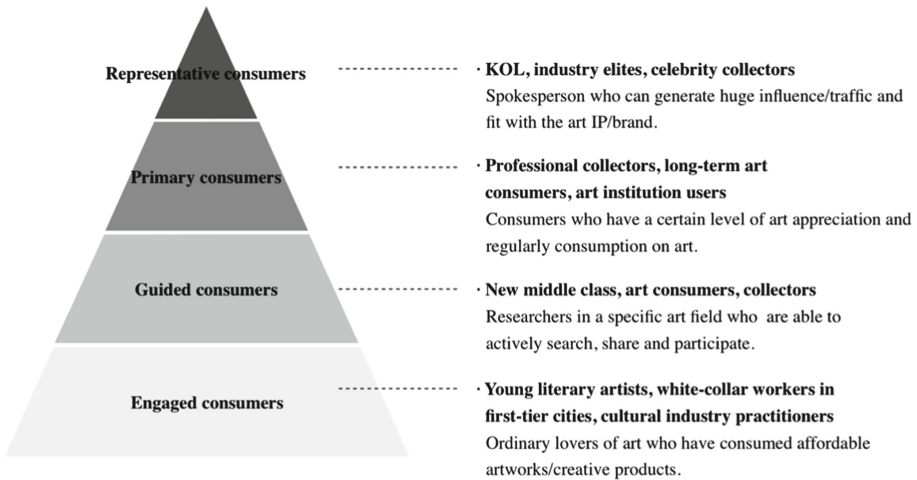 Representative consumers
· KOL, industry elites, celebrity collectors
Spokesperson who can generate huge influence/traffic and
fit with the art IP/brand.
Primary consumers
· Professional collectors, long-term art
consumers, art institution users
Consumers who have a certain level of art appreciation and
regularly consumption on art.
Guided consumers
· New middle class, art consumers, collectors
Researchers in a specific art field who are able to
actively search, share and participate.
Engaged consumers
· Young literary artists, white-collar workers in
first-tier cities, cultural industry practitioners
Ordinary lovers of art who have consumed affordable
artworks/creative products.